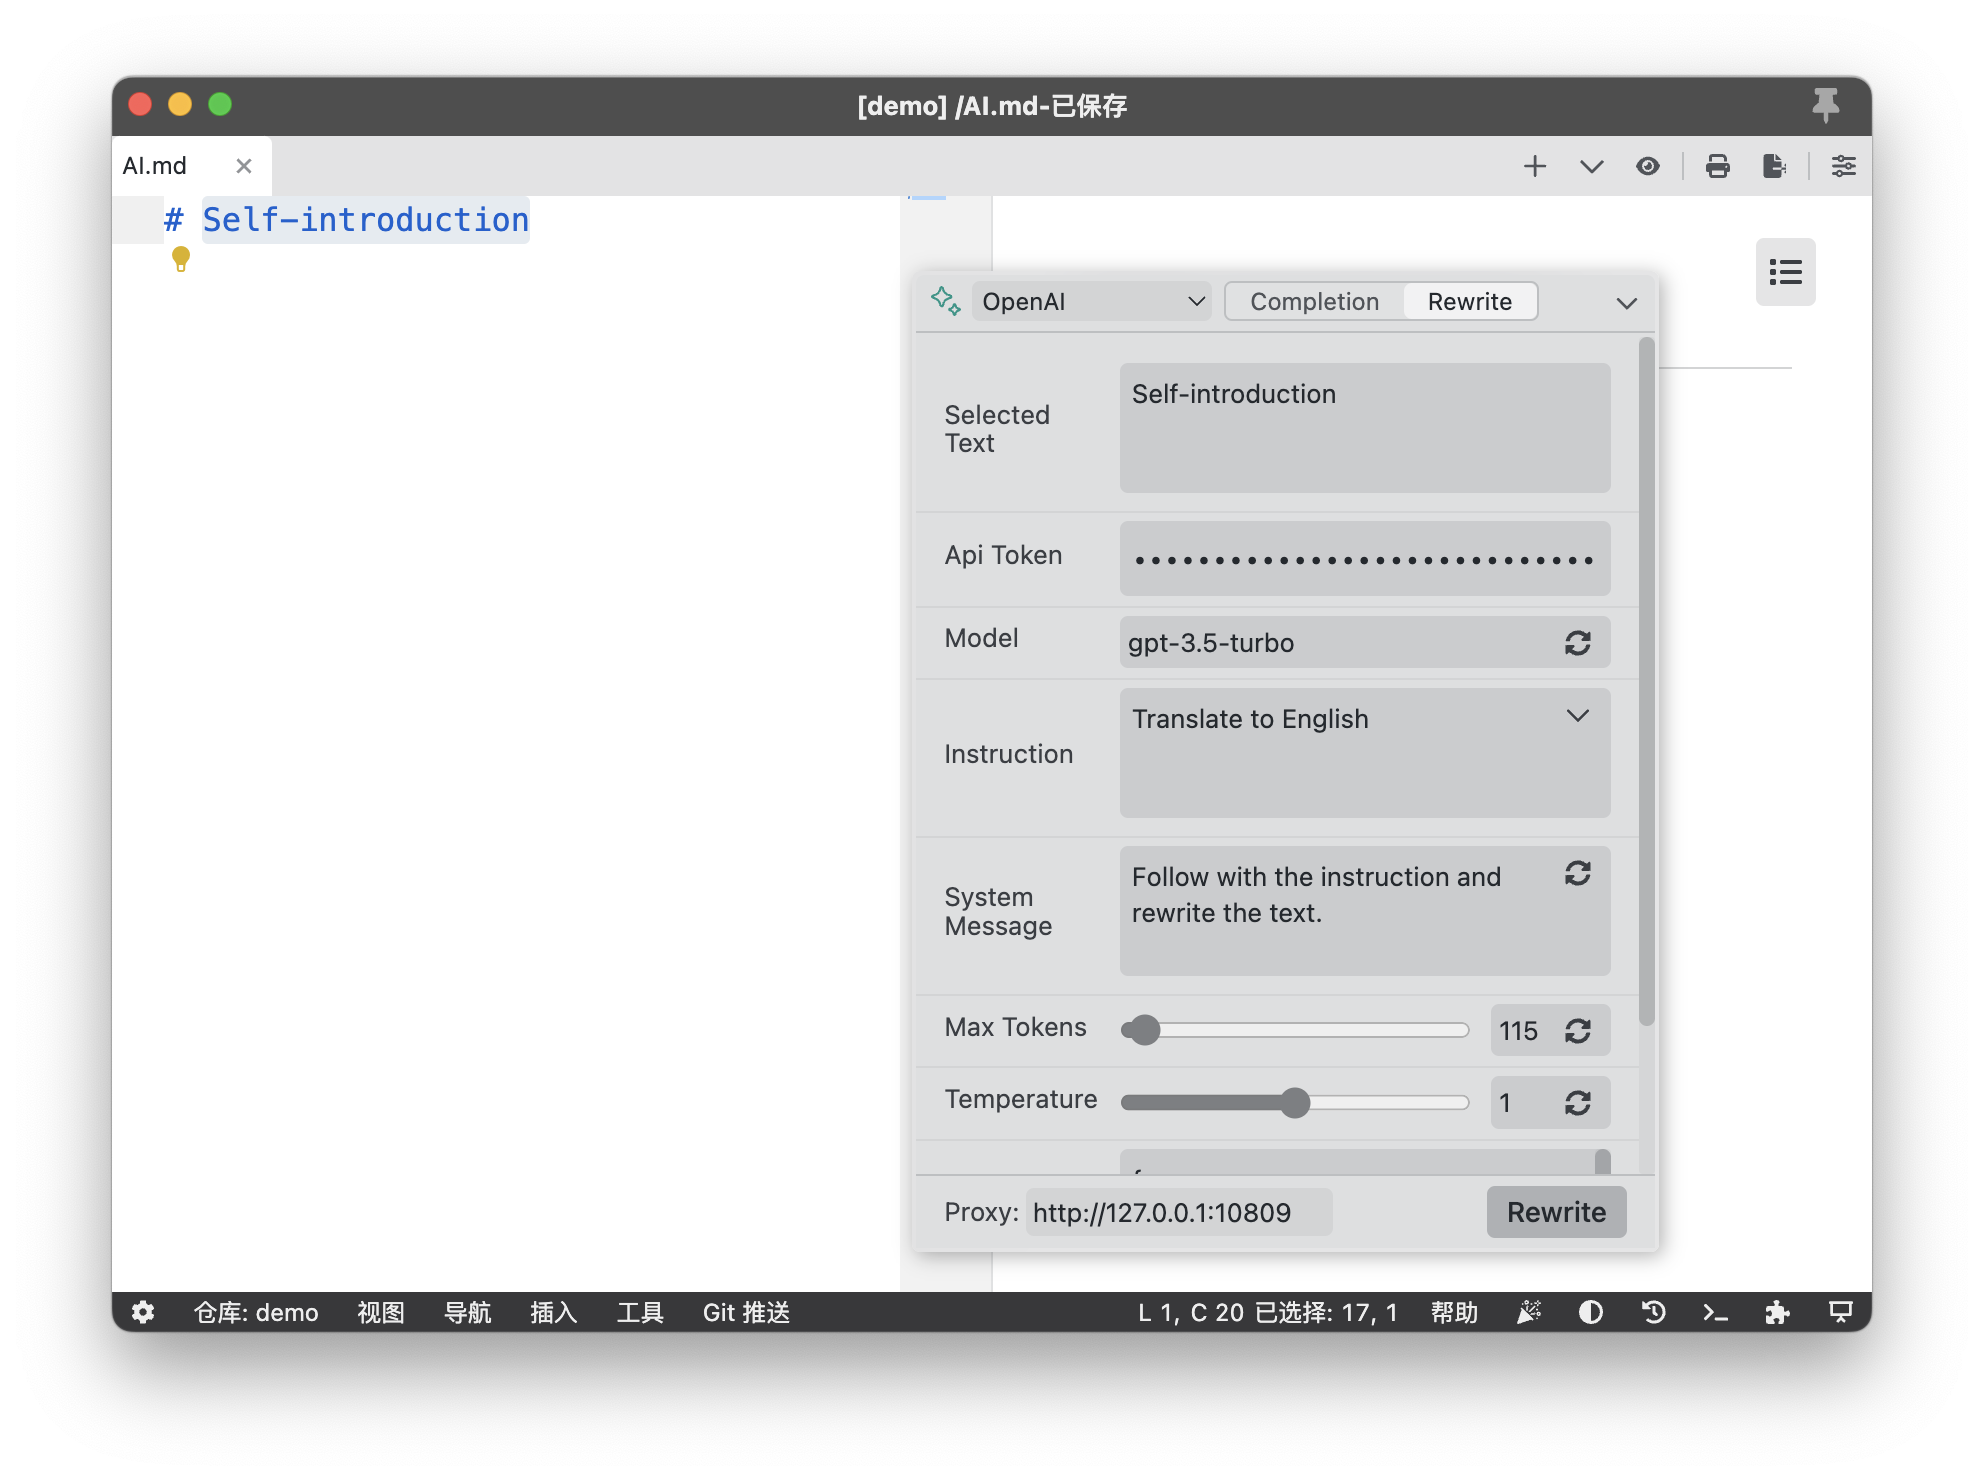 [demo] /AI.md-已保存
AI.md
# Self-introduction
OpenAI
Completion
Rewrite
Selected
Text
Self-introduction
Api Token
Model
gpt-3.5-turbo
Instruction
Translate to English
System
Message
Follow with the instruction and
rewrite the text.
Max Tokens
115
Temperature
1
Proxy:
http://127.0.0.1:10809
Rewrite
仓库: demo
视图
导航
插入
工具
Git 推送
L 1, C 20 已选择: 17, 1
帮助